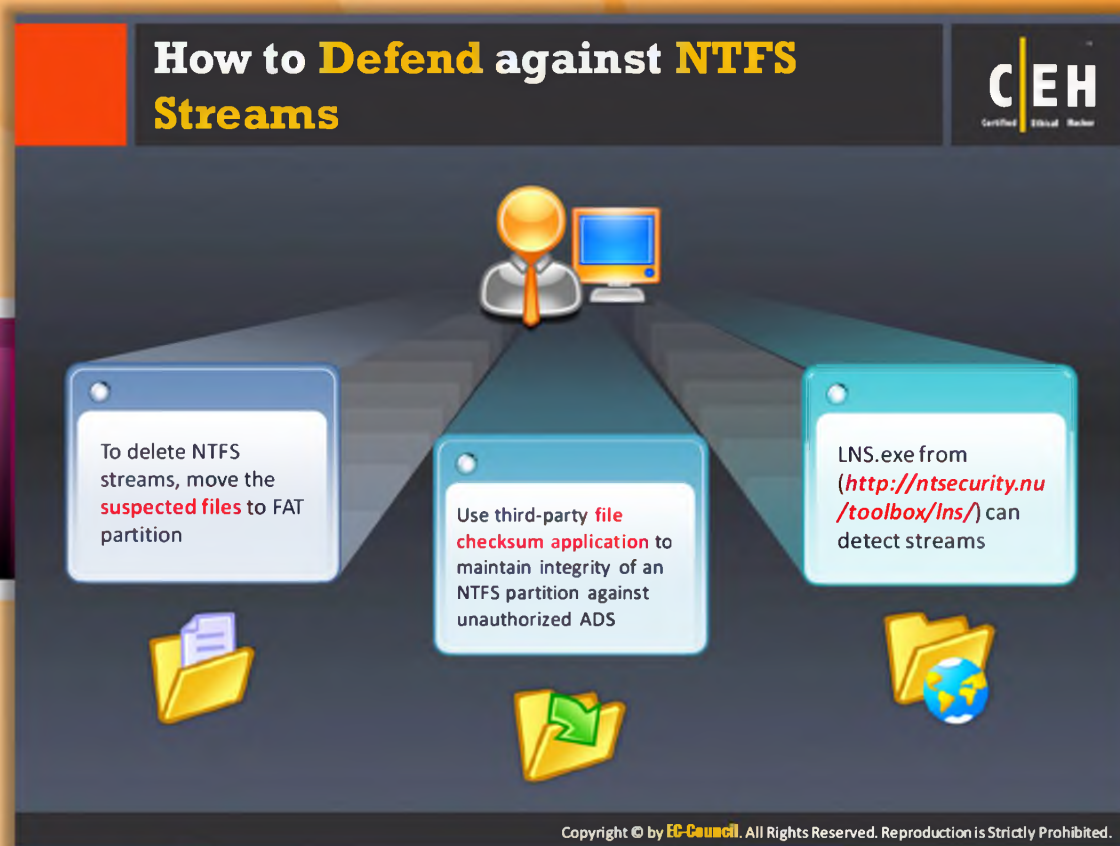 How to Defend against NTFS
Streams
CEH
Certified Ethical Hacker
To delete NTFS
streams, move the
suspected files to FAT
partition
Use third-party file
checksum application to
maintain integrity of an
NTFS partition against
unauthorized ADS
LNS.exe from
(http://ntsecurity.nu
/toolbox/lns/) can
detect streams
Copyright © by EC-Council. All Rights Reserved. Reproduction is Strictly Prohibited.